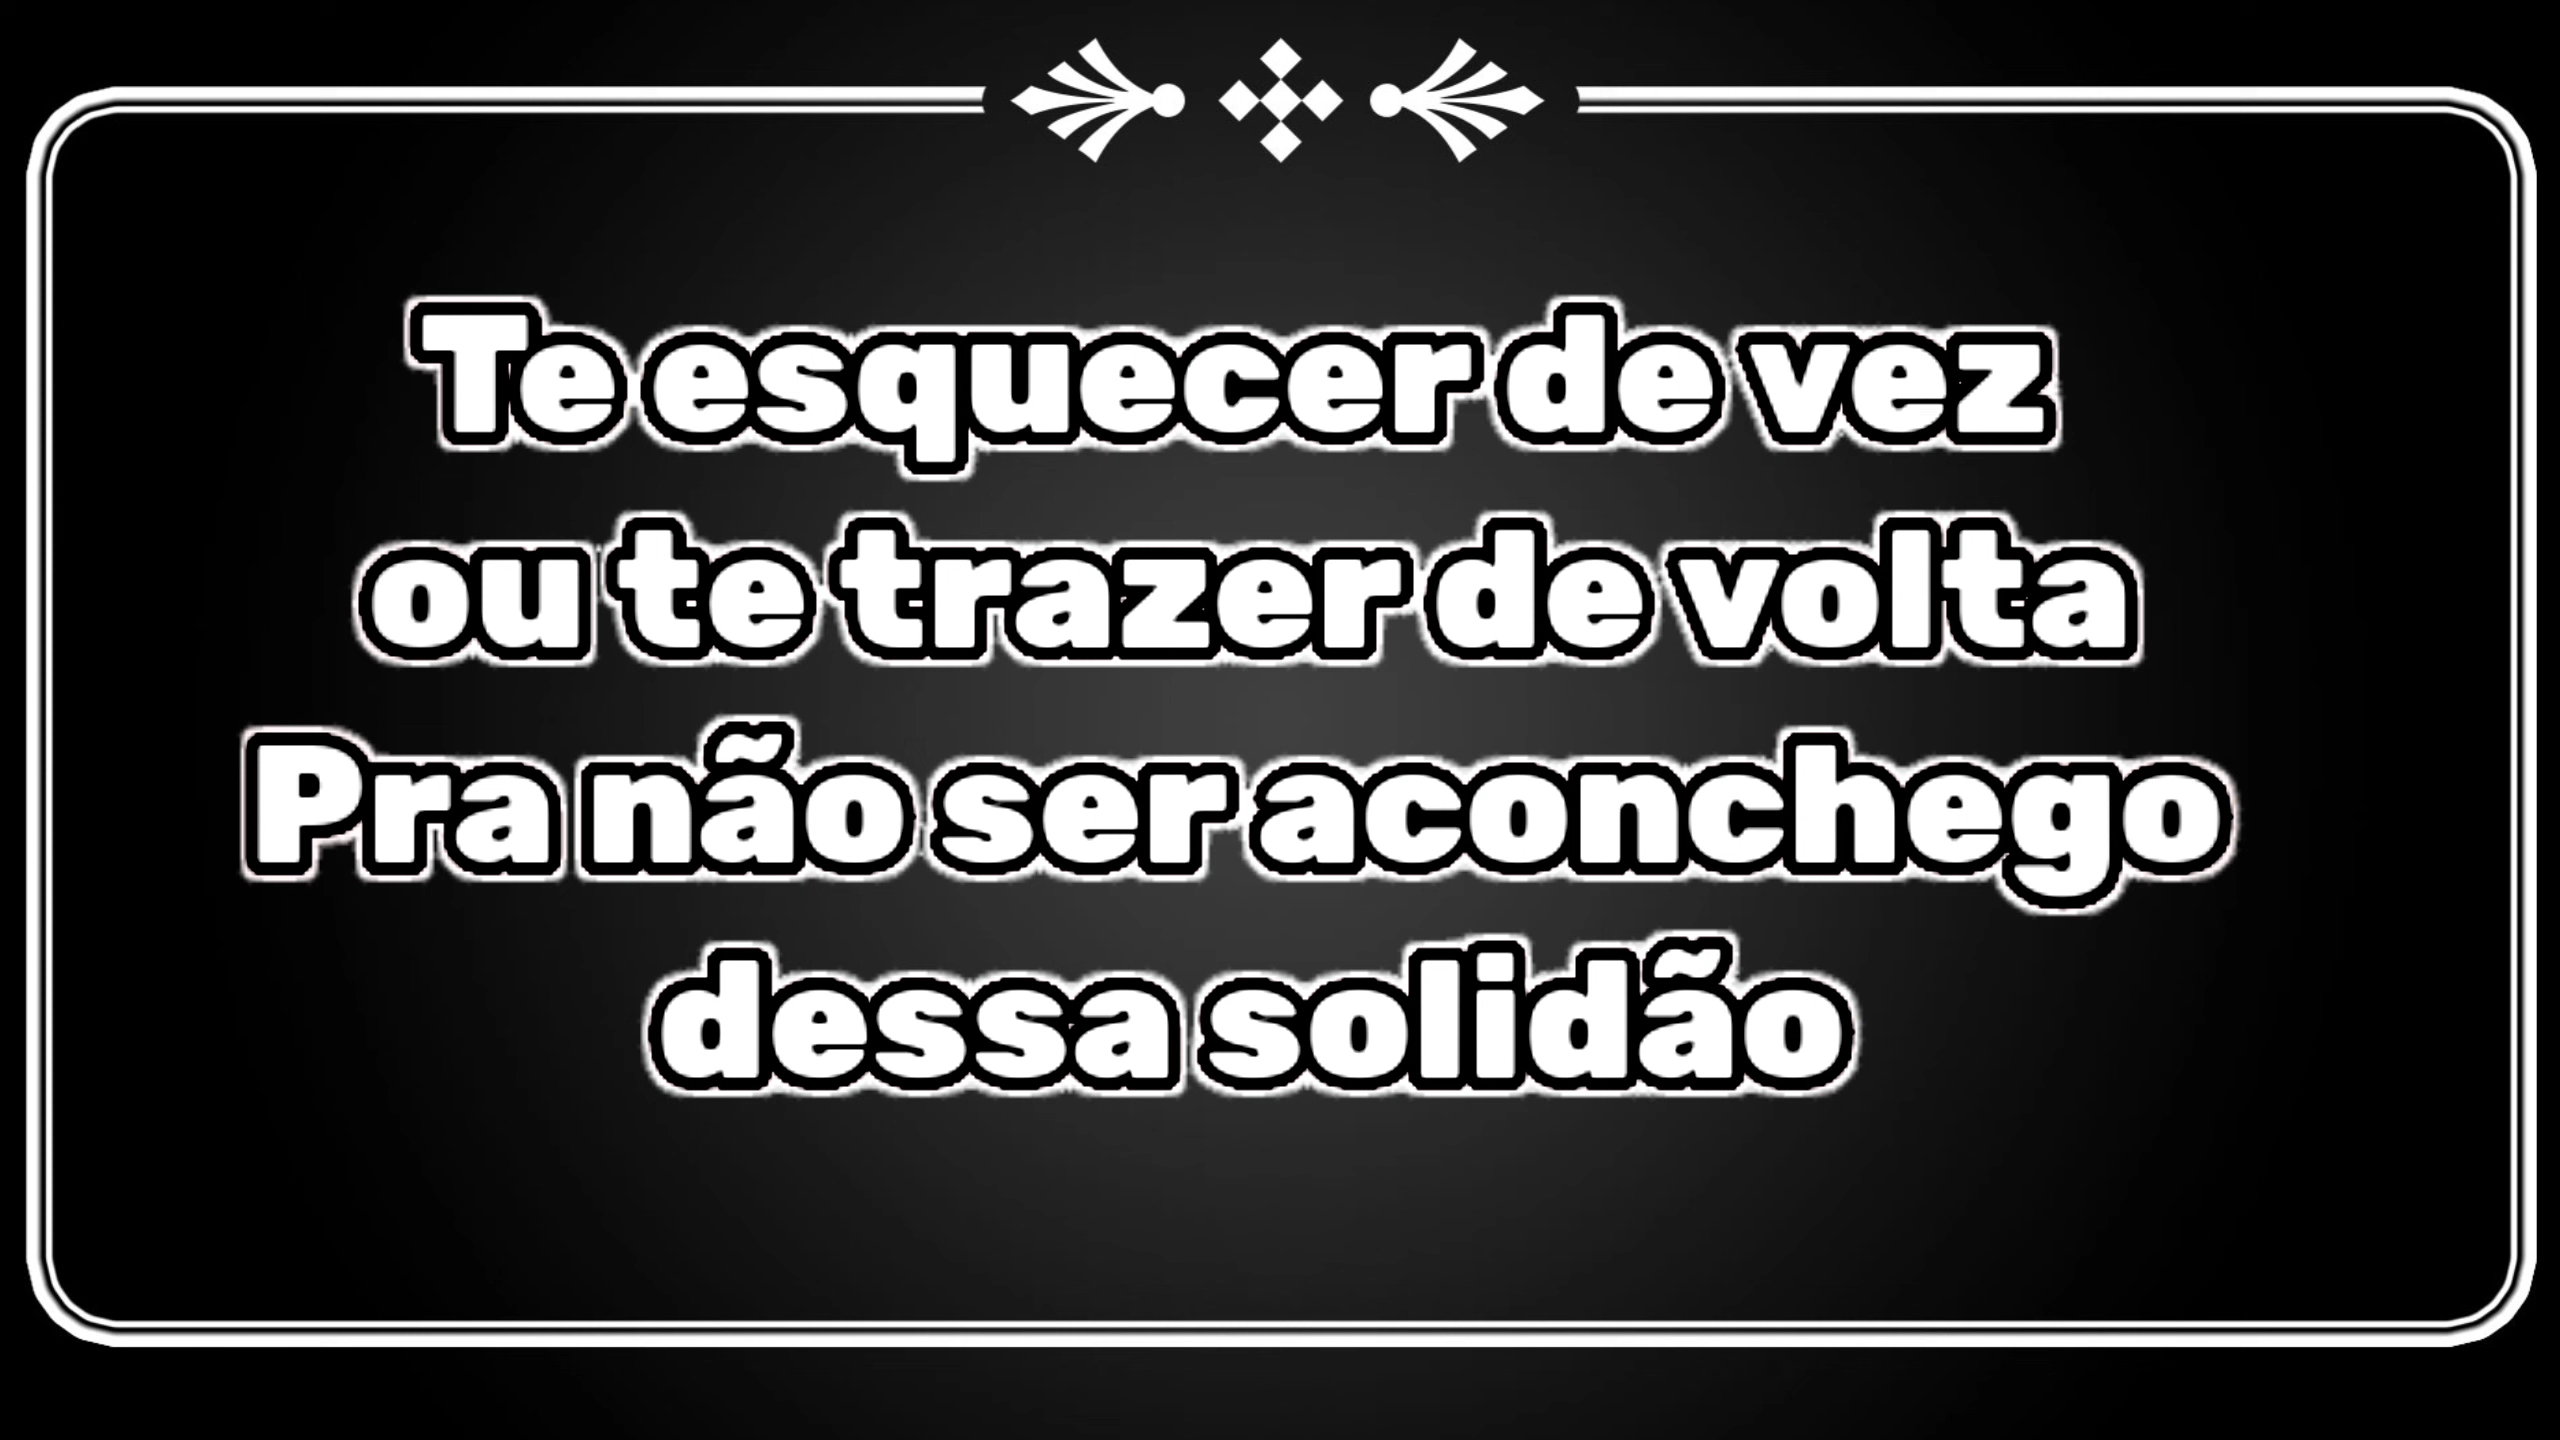 Te esquecer de vez
ou te trazer de volta
Pra não ser aconchego
dessa solidão